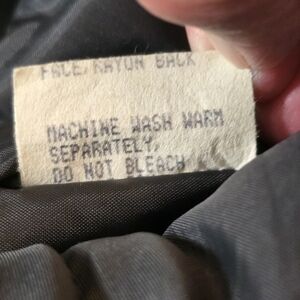 FACE/RAYON BACK
MACHINE WASH WARM
SEPARATELY,
DO NOT BLEACH